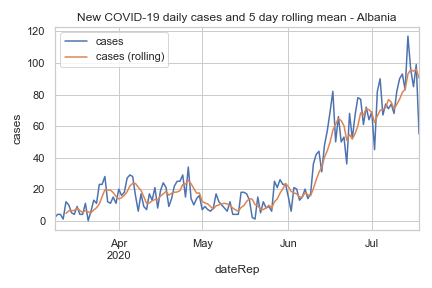 New COVID-19 daily cases and 5 day rolling mean - Albania
cases
cases (rolling)
120
100
80
60
40
20
0
cases
Apr
2020
May
Jun
Jul
dateRep